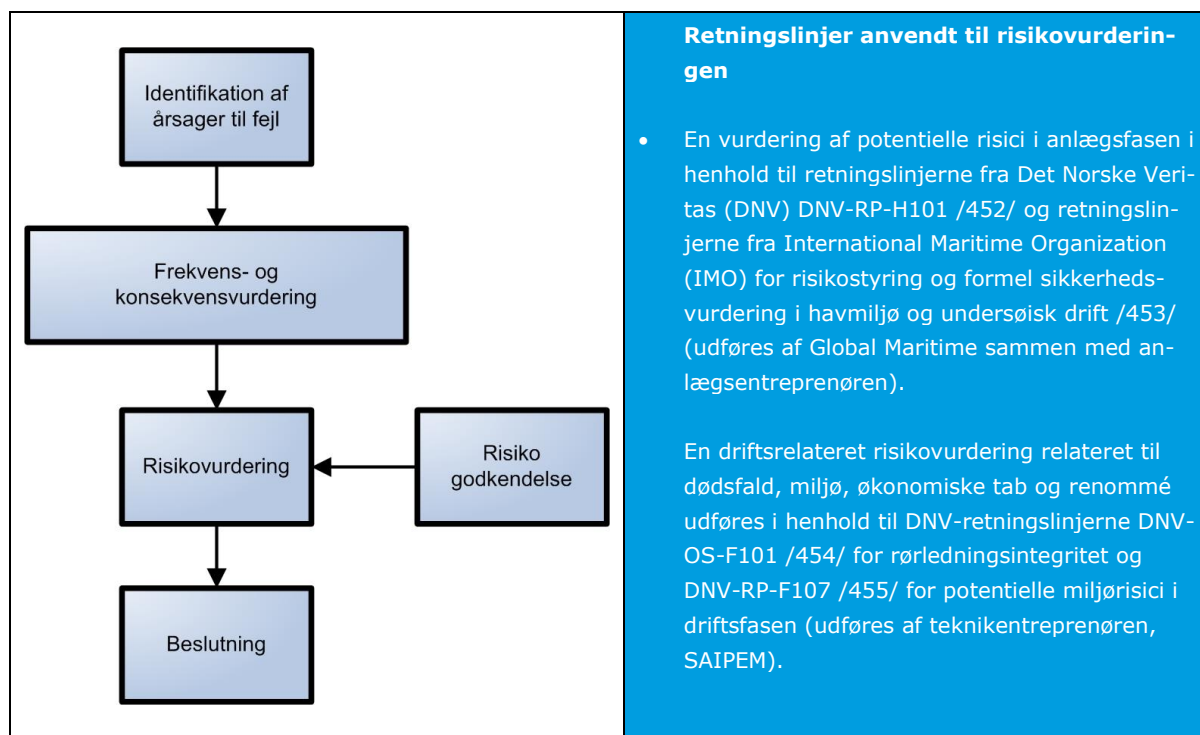 Identifikation af
årsager til fejl
Frekvens- og
konsekvensvurdering
Risikovurdering
Risiko
godkendelse
Beslutning
Retningslinjer anvendt til risikovurderin-
gen
• En vurdering af potentielle risici i anlægsfasen i
henhold til retningslinjerne fra Det Norske Veri-
tas (DNV) DNV-RP-H101 /452/ og retningslin-
jerne fra International Maritime Organization
(IMO) for risikostyring og formel sikkerheds-
vurdering i havmiljø og undersøisk drift /453/
(udføres af Global Maritime sammen med an-
lægsentreprenøren).
En driftsrelateret risikovurdering relateret til
dødsfald, miljø, økonomiske tab og renommé
udføres i henhold til DNV-retningslinjerne DNV-
OS-F101 /454/ for rørledningsintegritet og
DNV-RP-F107 /455/ for potentielle miljørisici i
driftsfasen (udføres af teknikentreprenøren,
SAIPEM).